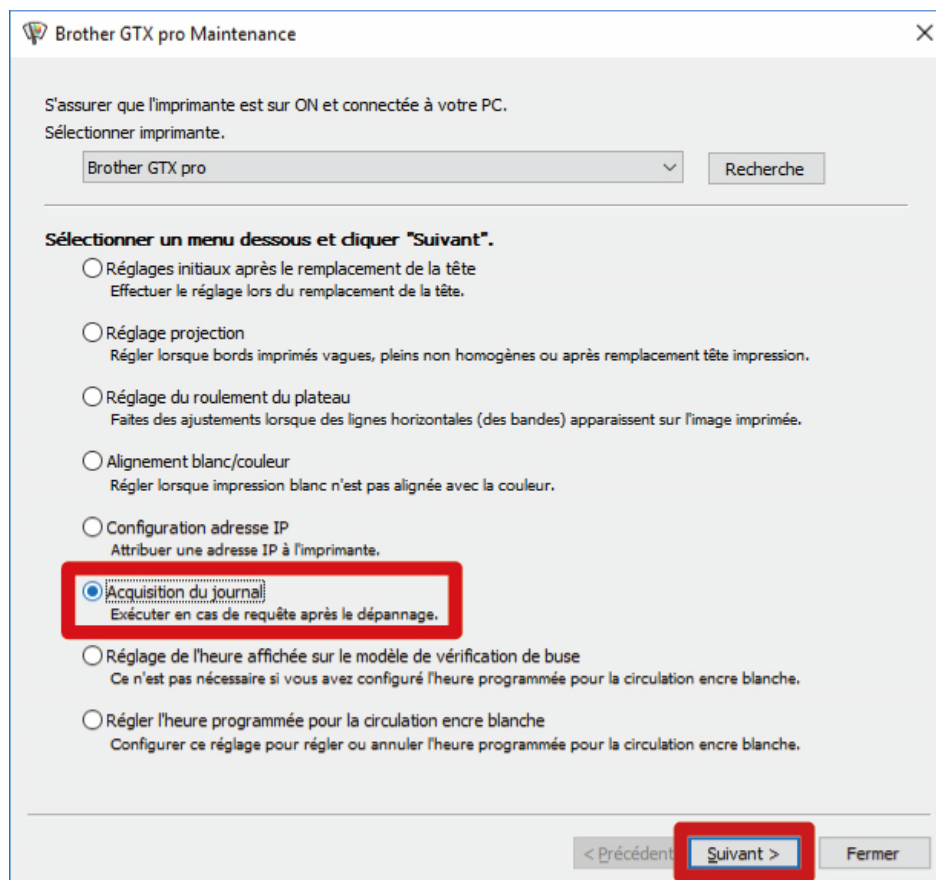 Brother GTX pro Maintenance
S'assurer que l'imprimante est sur ON et connectée à votre PC.
Sélectionner imprimante.
Brother GTX pro
Recherche
Sélectionner un menu dessous et cliquer "Suivant".
Réglages initiaux après le remplacement de la tête
Effectuer le réglage lors du remplacement de la tête.
Réglage projection
Régler lorsque bords imprimés vagues, pleins non homogènes ou après remplacement tête impression.
Réglage du roulement du plateau
Faites des ajustements lorsque des lignes horizontales (des bandes) apparaissent sur l'image imprimée.
Alignement blanc/couleur
Régler lorsque impression blanc n'est pas alignée avec la couleur.
Configuration adresse IP
Attribuer une adresse IP à l'imprimante.
Acquisition du journal
Exécuter en cas de requête après le dépannage.
Réglage de l'heure affichée sur le modèle de vérification de buse
Ce n'est pas nécessaire si vous avez configuré l'heure programmée pour la circulation encre blanche.
Régler l'heure programmée pour la circulation encre blanche
Configurer ce réglage pour régler ou annuler l'heure programmée pour la circulation encre blanche.
< Précédent
Suivant >
Fermer